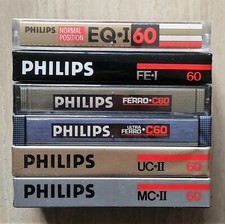 PHILIPS NORMAL POSITION EQ•I 60
PHILIPS FE•I 60
PHILIPS FERRO•C60
PHILIPS ULTRA FERRO•C60
PHILIPS UC•II 60
PHILIPS MC•II 60